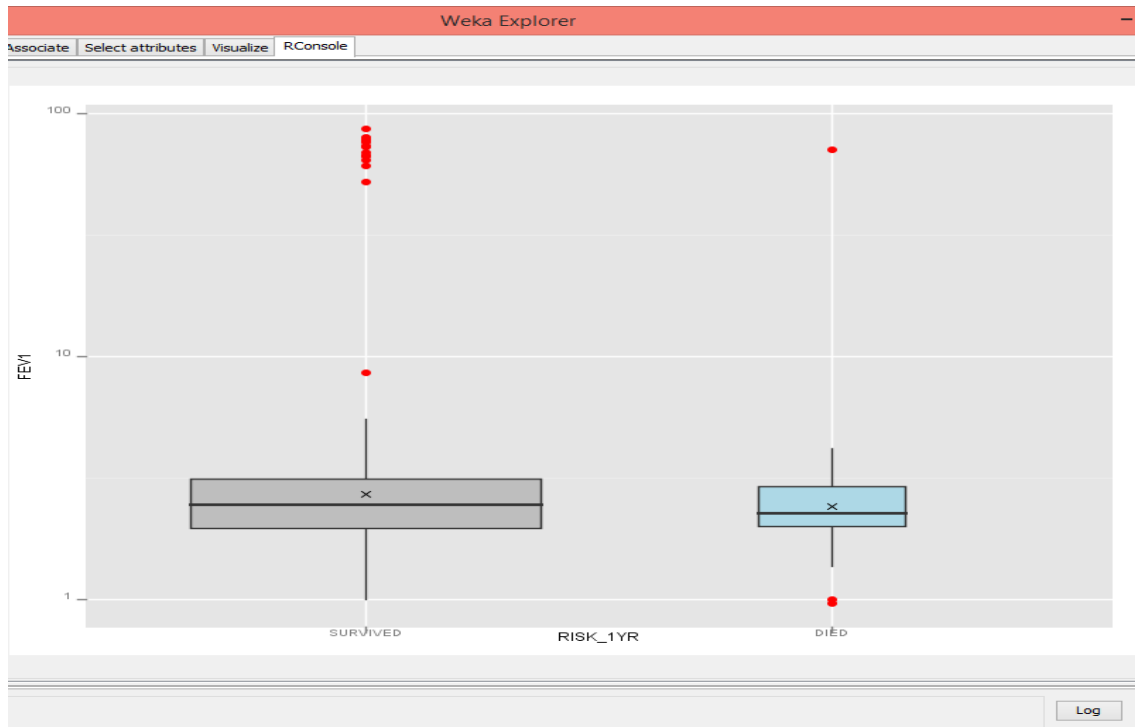 Weka Explorer
Associate Select attributes Visualize RConsole
100
10
FEV1
1
SURVIVED
RISK_1YR
DIED
Log